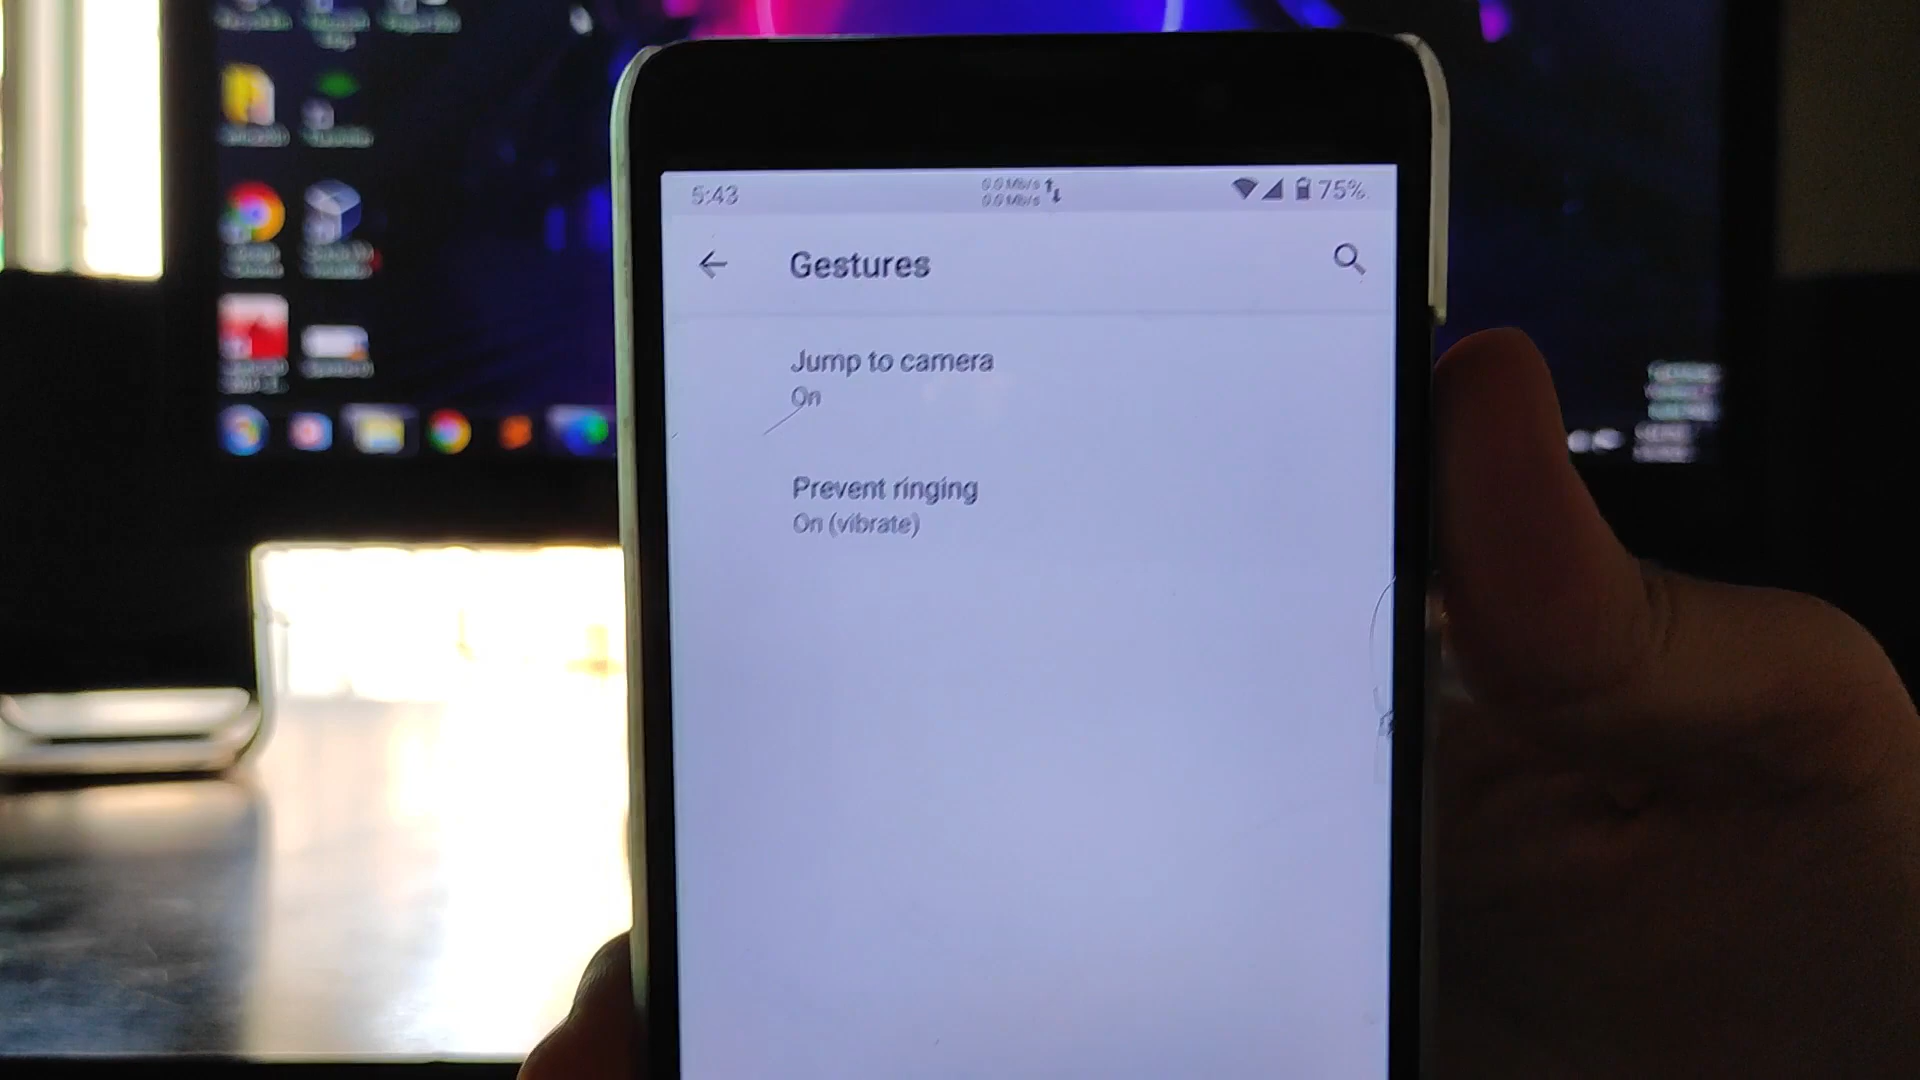 5:43
0.0 Mb/s
0.0 Mb/s
75%
Gestures
Jump to camera
On
Prevent ringing
On (vibrate)